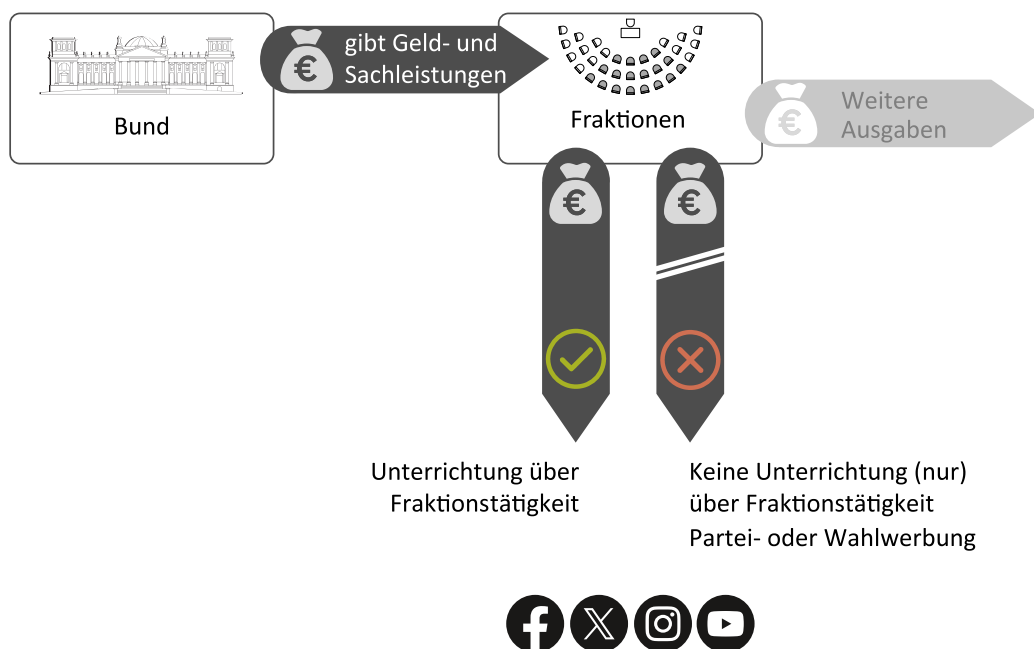 Bund
gibt Geld- und
Sachleistungen
Fraktionen
Weitere
Ausgaben
Unterrichtung über
Fraktionstätigkeit
Keine Unterrichtung (nur)
über Fraktionstätigkeit
Partei- oder Wahlwerbung